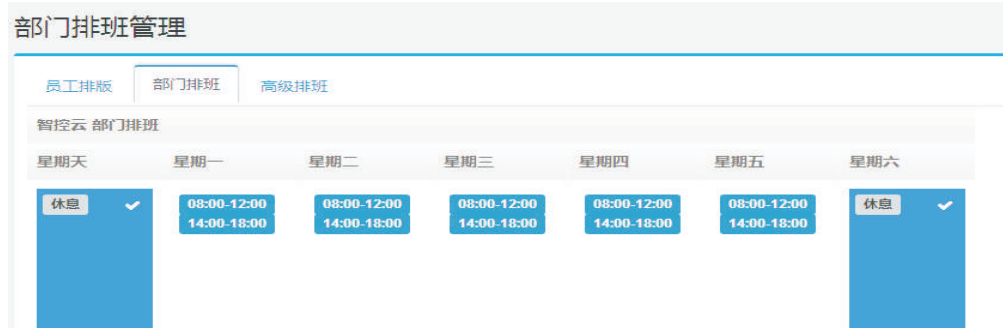 部门排班管理
员工排版 部门排班 高级排班
智控云 部门排班
星期天 星期一 星期二 星期三 星期四 星期五 星期六
休息 08:00-12:00 08:00-12:00 08:00-12:00 08:00-12:00 08:00-12:00 休息
14:00-18:00 14:00-18:00 14:00-18:00 14:00-18:00 14:00-18:00